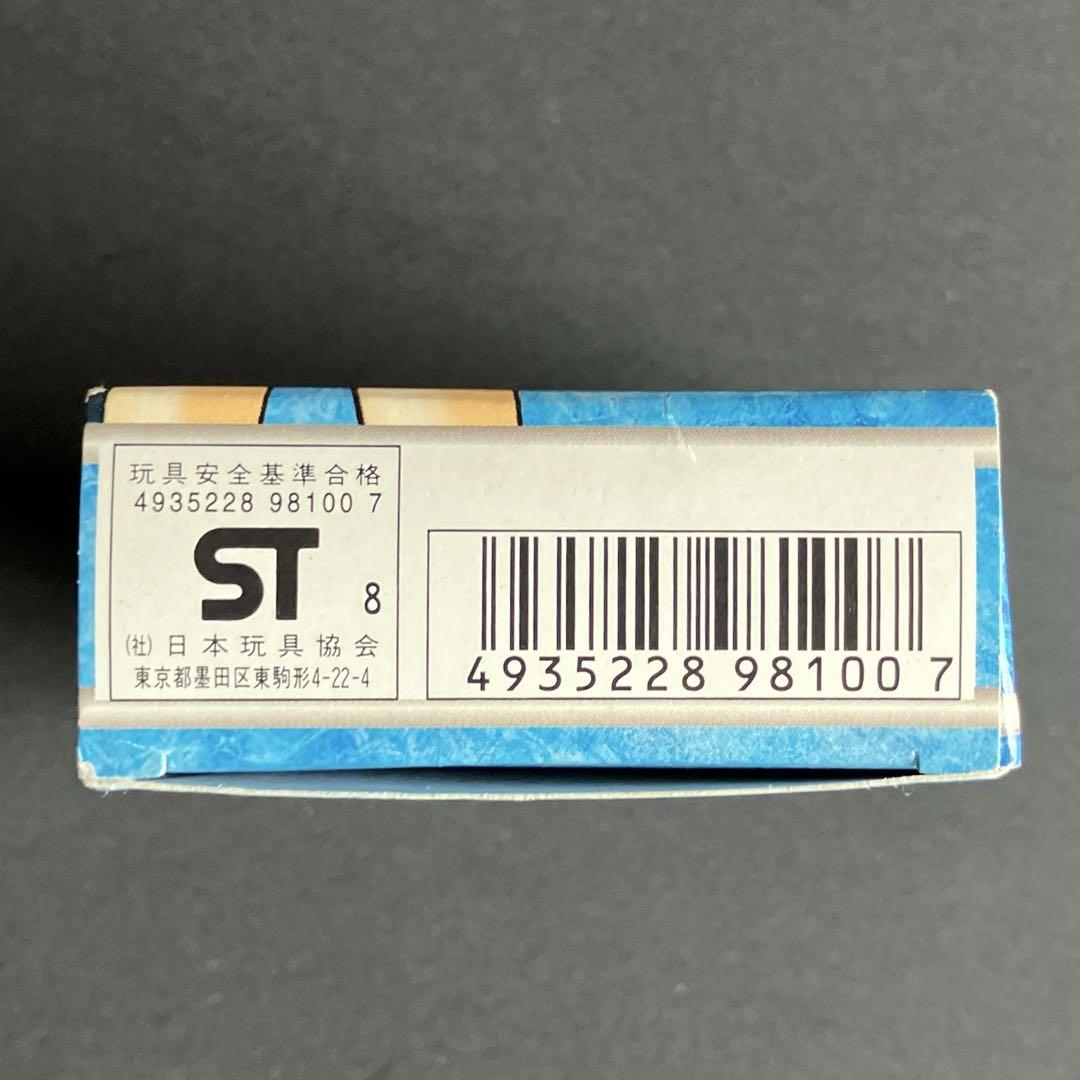 玩具安全基準合格
4935228 98100 7
ST 8
(社)日本玩具協会
東京都墨田区東駒形4-22-4
4935228 98100 7